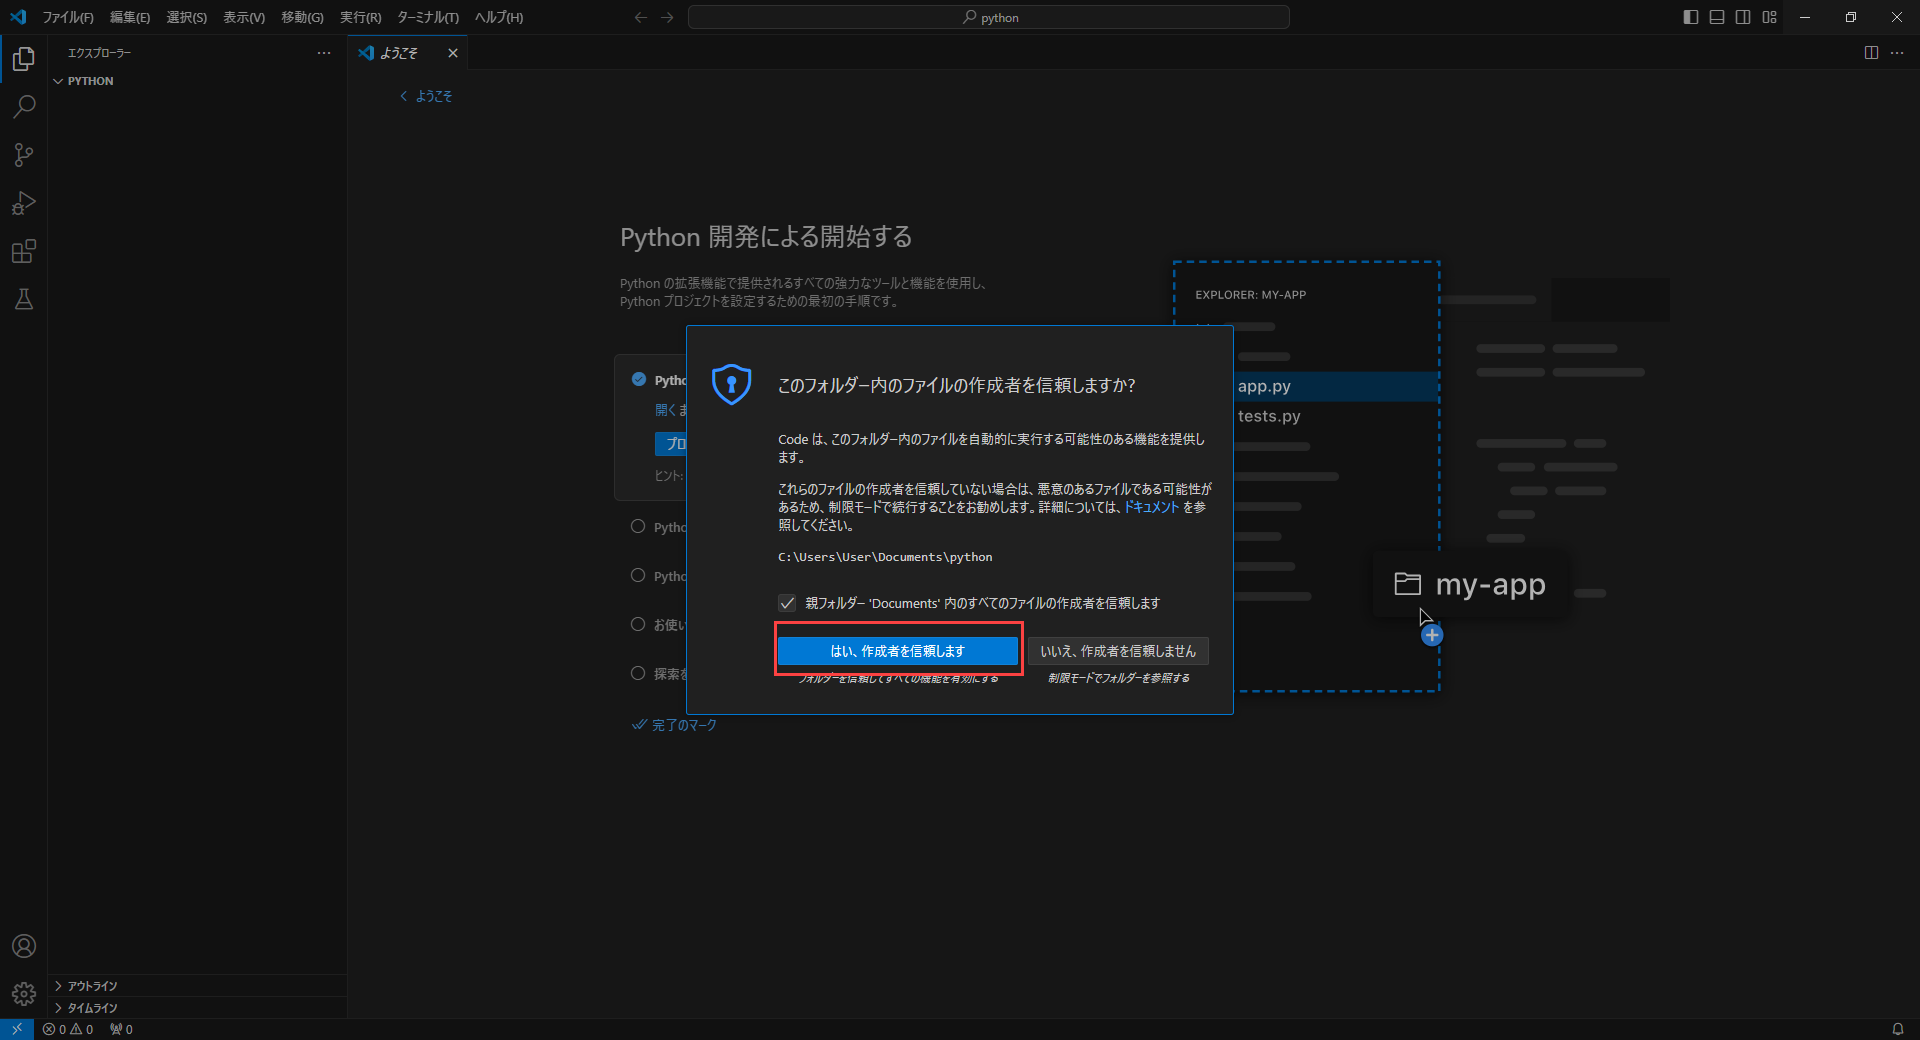 ファイル(F) 編集(E) 選択(S) 表示(V) 移動(G) 実行(R) ターミナル(T) ヘルプ(H)
python
エクスプローラー
ようこそ
PYTHON
ようこそ
Python 開発による開始する
Python の拡張機能で提供されるすべての強力なツールと機能を使用し、
Python プロジェクトを設定するための最初の手順です。
EXPLORER: MY-APP
app.py
tests.py
my-app
開く
プロ
ヒント:
お使い
探索
完了のマーク
このフォルダー内のファイルの作成者を信頼しますか?
Code は、このフォルダー内のファイルを自動的に実行する可能性のある機能を提供し
ます。
これらのファイルの作成者を信頼していない場合は、悪意のあるファイルである可能性が
あるため、制限モードで続行することをお勧めします。詳細については、ドキュメント を参
照してください。
C:\Users\User\Documents\python
親フォルダー 'Documents' 内のすべてのファイルの作成者を信頼します
はい、作成者を信頼します
いいえ、作成者を信頼しません
フォルダーを信頼してすべての機能を有効にする
制限モードでフォルダーを参照する
アウトライン
タイムライン
0 0 0